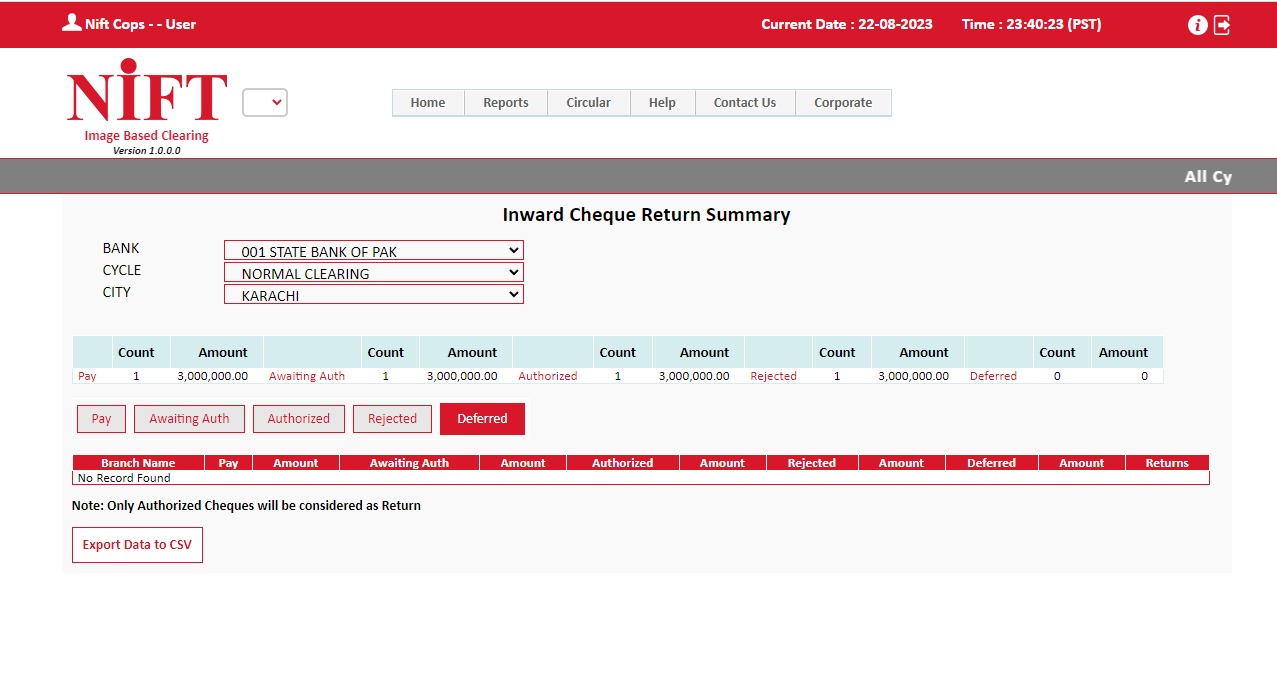 Nift Cops - - User Current Date : 22-08-2023 Time : 23:40:23 (PST)
NIFT
Image Based Clearing
Version 1.0.0.0
Home Reports Circular Help Contact Us Corporate
All Cy
Inward Cheque Return Summary
BANK 001 STATE BANK OF PAK
CYCLE NORMAL CLEARING
CITY KARACHI
Count Amount Count Amount Count Amount Count Amount Count Amount
Pay 1 3,000,000.00 Awaiting Auth 1 3,000,000.00 Authorized 1 3,000,000.00 Rejected 1 3,000,000.00 Deferred 0 0
Pay Awaiting Auth Authorized Rejected Deferred
Branch Name Pay Amount Awaiting Auth Amount Authorized Amount Rejected Amount Deferred Amount Returns
No Record Found
Note: Only Authorized Cheques will be considered as Return
Export Data to CSV